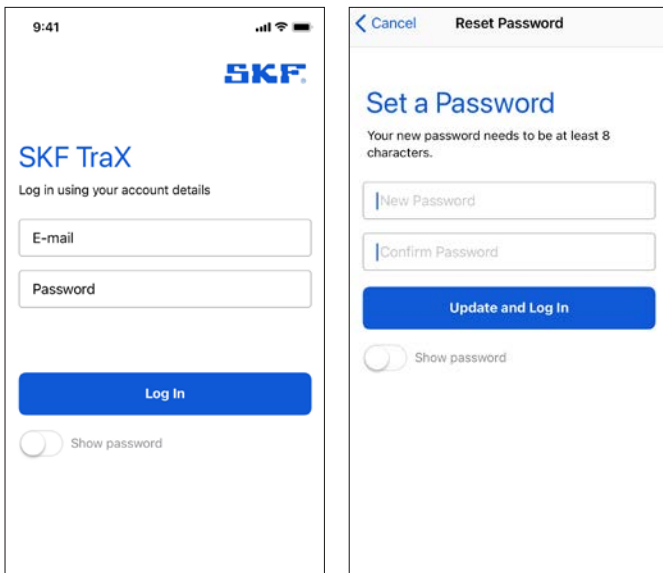 9:41
SKF
SKF TraX
Log in using your account details
E-mail
Password
Log In
Show password
Cancel Reset Password
Set a Password
Your new password needs to be at least 8
characters.
New Password
Confirm Password
Update and Log In
Show password